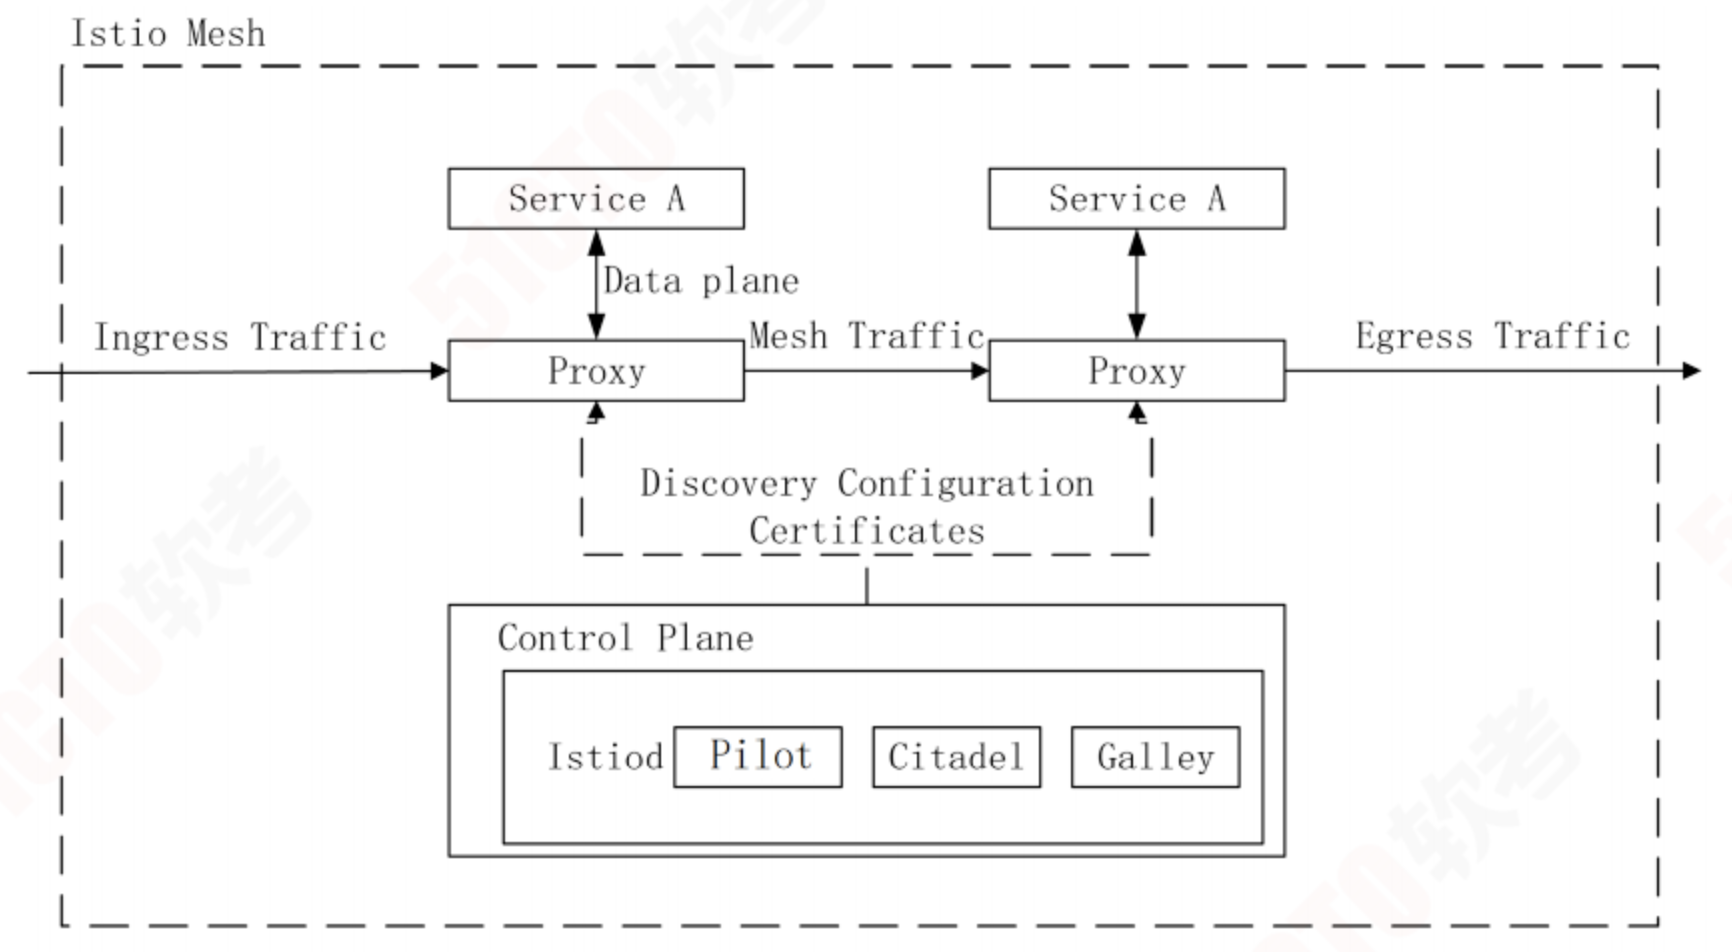 Istio Mesh
Service A
Service A
Data plane
Ingress Traffic
Mesh Traffic
Egress Traffic
Proxy
Proxy
Discovery Configuration
Certificates
Control Plane
Istiod
Pilot
Citadel
Galley
51CTO软考
51CTO软考
51CTO软考